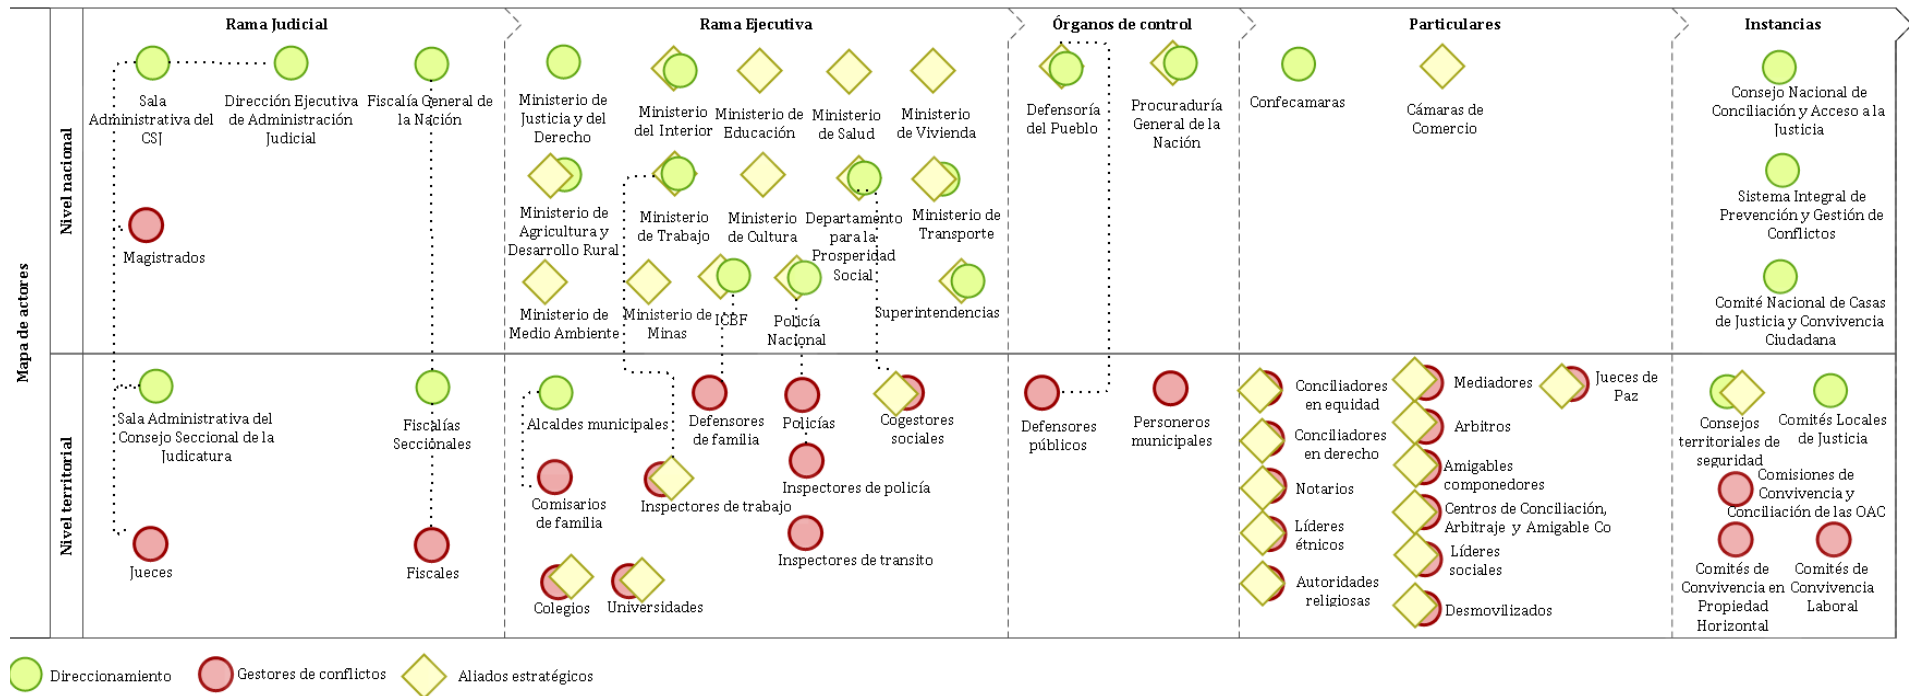 Rama Judicial
Rama Ejecutiva
Órganos de control
Particulares
Instancias
Mapa de actores
Nivel nacional
Sala
Administrativa del
CSJ
Dirección Ejecutiva
de Administración
Judicial
Fiscalía General de
la Nación
Magistrados
Ministerio de
Justicia y del
Derecho
Ministerio
del Interior
Ministerio de
Educación
Ministerio
de Salud
Ministerio
de Vivienda
Ministerio de
Agricultura y
Desarrollo Rural
Ministerio
de Trabajo
Ministerio
de Cultura
Departamento
para la
Prosperidad
Social
Ministerio de
Transporte
Ministerio de
Medio Ambiente
Ministerio de
Minas
ICBF
Policía
Nacional
Superintendencias
Defensoría
del Pueblo
Procuraduría
General de la
Nación
Confecamaras
Cámaras de
Comercio
Consejo Nacional de
Conciliación y Acceso a la
Justicia
Sistema Integral de
Prevención y Gestión de
Conflictos
Comité Nacional de Casas
de Justicia y Convivencia
Ciudadana
Nivel territorial
Sala Administrativa del
Consejo Seccional de la
Judicatura
Fiscalías
Seccionales
Jueces
Fiscales
Alcaldes municipales
Defensores
de familia
Policías
Cogestores
sociales
Comisarios
de familia
Inspectores de trabajo
Inspectores de policía
Inspectores de transito
Colegios
Universidades
Defensores
públicos
Personeros
municipales
Conciliadores
en equidad
Conciliadores
en derecho
Notarios
Líderes
étnicos
Autoridades
religiosas
Mediadores
Arbitros
Amigables
componedores
Centros de Conciliación,
Arbitraje y Amigable Co
Líderes
sociales
Desmovilizados
Jueces de
Paz
Consejos
territoriales de
seguridad
Comités Locales
de Justicia
Comisiones de
Convivencia y
Conciliación de las OAC
Comités de
Convivencia en
Propiedad
Horizontal
Comités de
Convivencia
Laboral
Direccionamiento
Gestores de conflictos
Aliados estratégicos